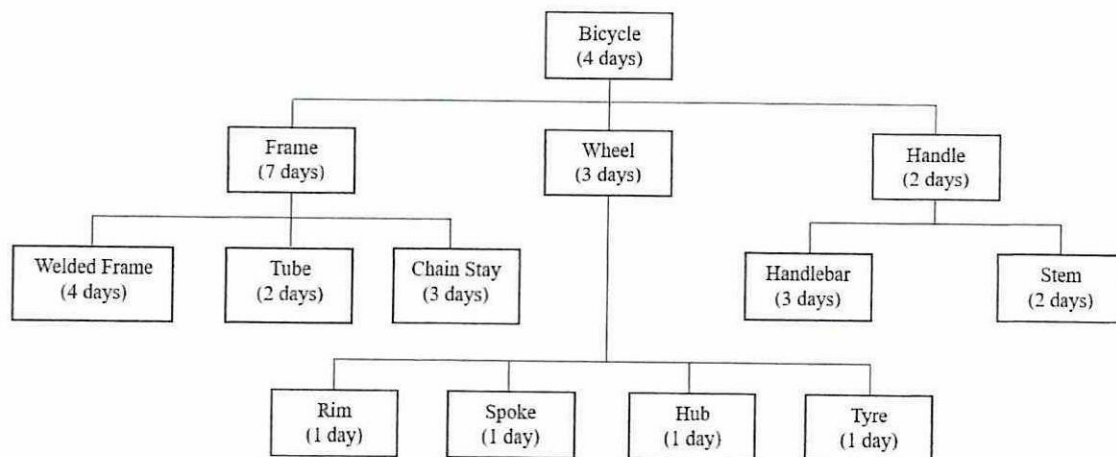 Bicycle
(4 days)
Frame
(7 days)
Wheel
(3 days)
Handle
(2 days)
Welded Frame
(4 days)
Tube
(2 days)
Chain Stay
(3 days)
Handlebar
(3 days)
Stem
(2 days)
Rim
(1 day)
Spoke
(1 day)
Hub
(1 day)
Tyre
(1 day)